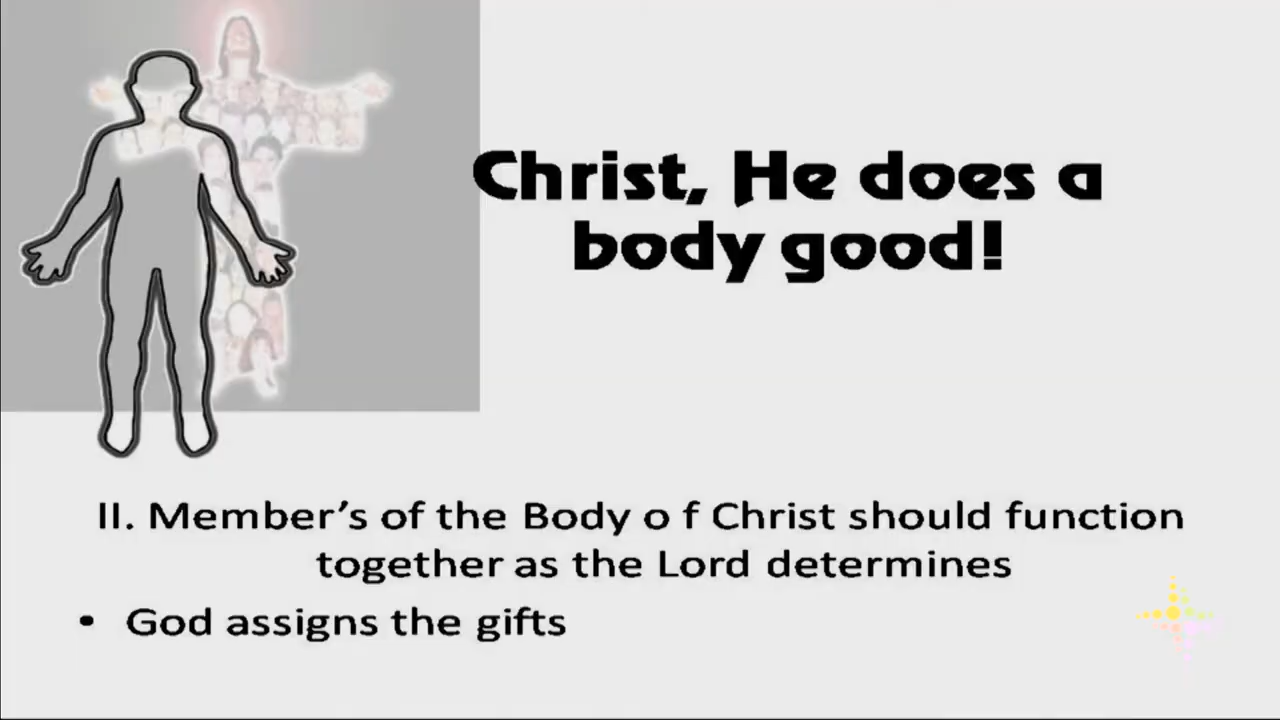 Christ, He does a
body good!
II. Member’s of the Body o f Christ should function
together as the Lord determines
• God assigns the gifts